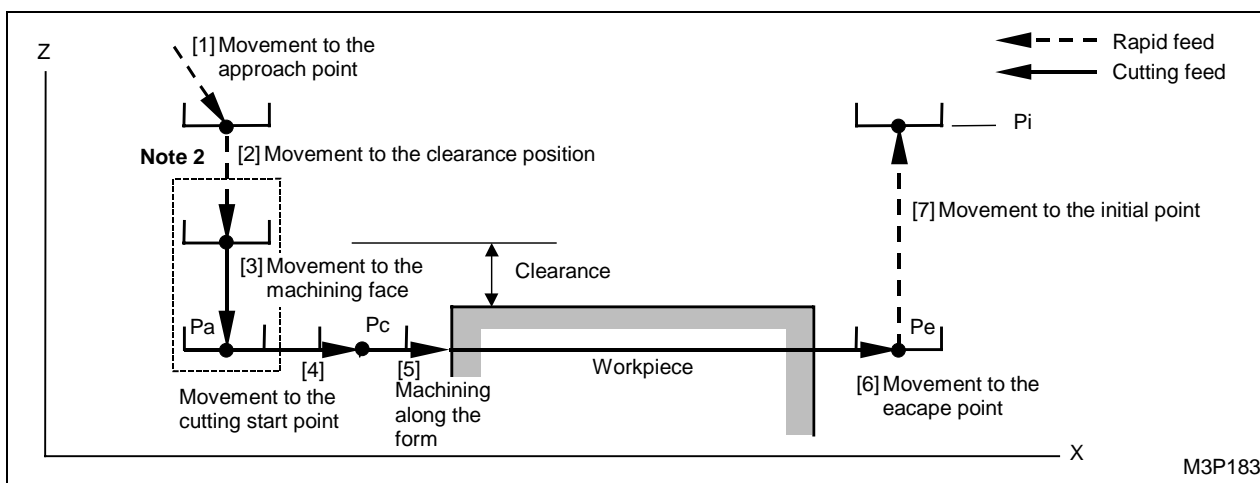 Z
[1] Movement to the
approach point
Rapid feed
Cutting feed
Pi
Note 2
[2] Movement to the clearance position
[7] Movement to the initial point
[3] Movement to the
machining face
Clearance
Pa
Pc
Pe
[4]
[5]
Workpiece
Movement to the
cutting start point
Machining
along the
form
[6] Movement to the
eacape point
X
M3P183